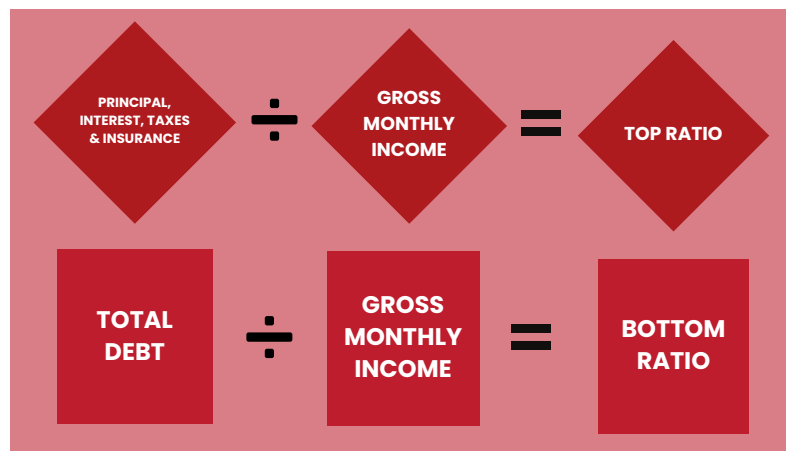 PRINCIPAL,
INTEREST, TAXES
& INSURANCE
÷
GROSS
MONTHLY
INCOME
=
TOP RATIO
TOTAL
DEBT
÷
GROSS
MONTHLY
INCOME
=
BOTTOM
RATIO